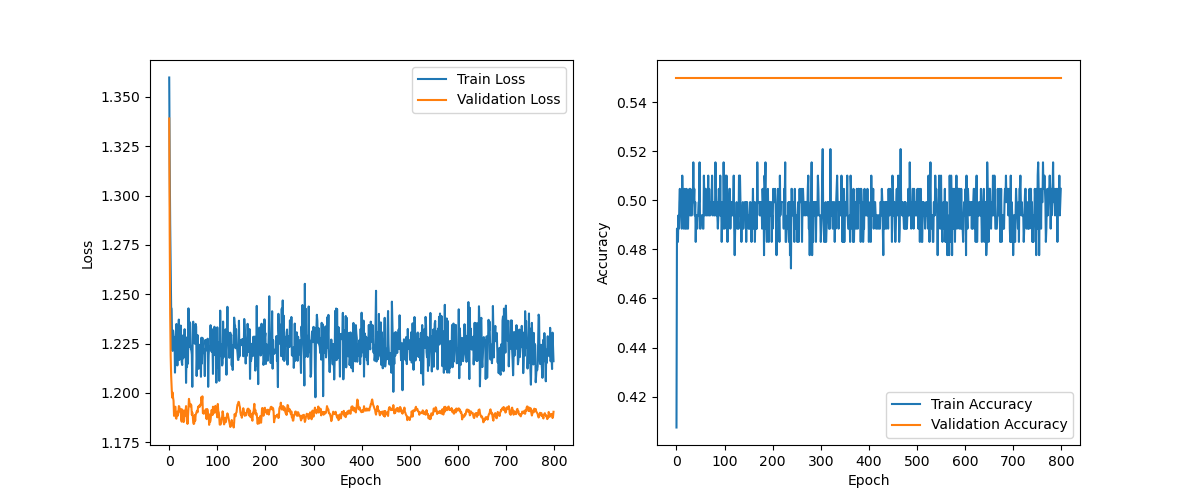 Train Loss
Validation Loss
1.350
1.325
1.300
1.275
1.250
1.225
1.200
1.175
Loss
0 100 200 300 400 500 600 700 800
Epoch
0.54
0.52
0.50
0.48
0.46
0.44
0.42
Accuracy
Train Accuracy
Validation Accuracy
0 100 200 300 400 500 600 700 800
Epoch